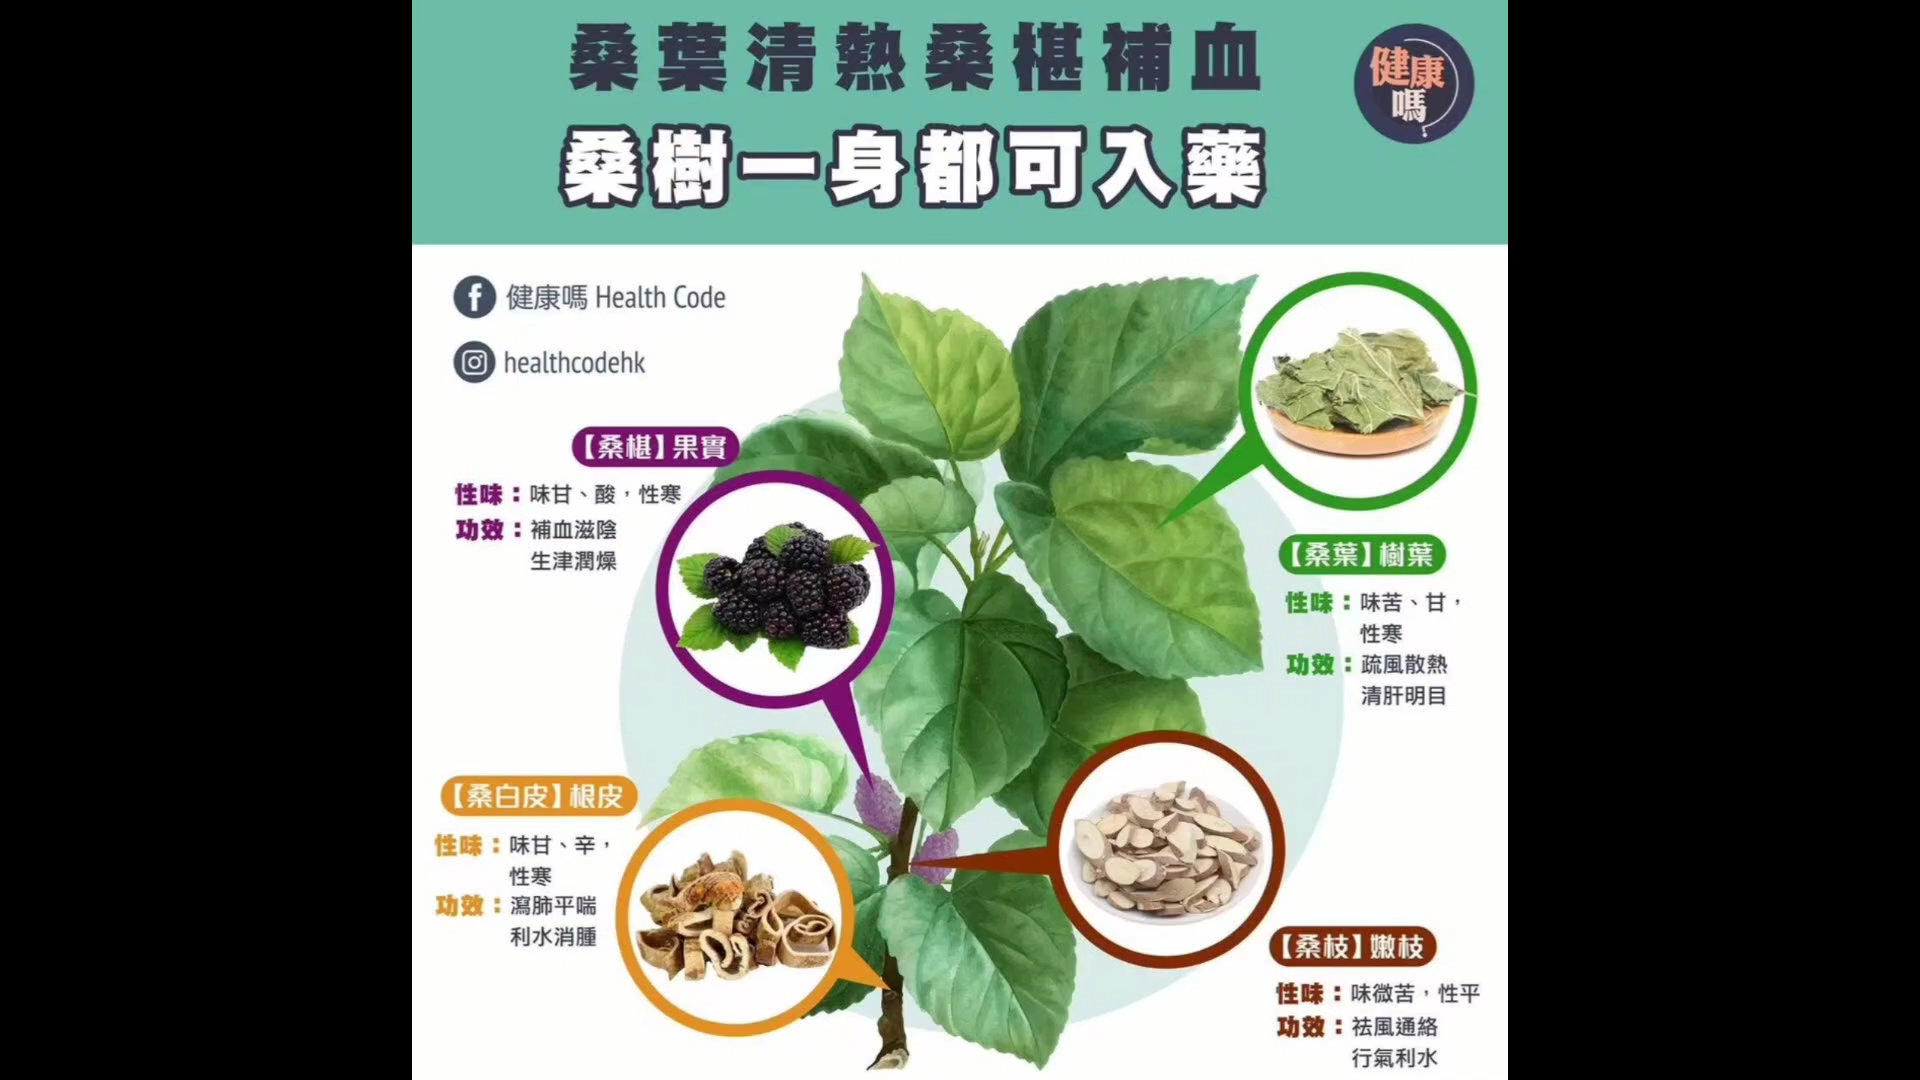 桑葉清熱桑椹補血
桑樹一身都可入藥
健康
嗎
健康嗎 Health Code
healthcodehk
【桑椹】果實
性味：味甘、酸，性寒
功效：補血滋陰
生津潤燥
【桑葉】樹葉
性味：味苦、甘，
性寒
功效：疏風散熱
清肝明目
【桑白皮】根皮
性味：味甘、辛，
性寒
功效：瀉肺平喘
利水消腫
【桑枝】嫩枝
性味：味微苦，性平
功效：祛風通絡
行氣利水